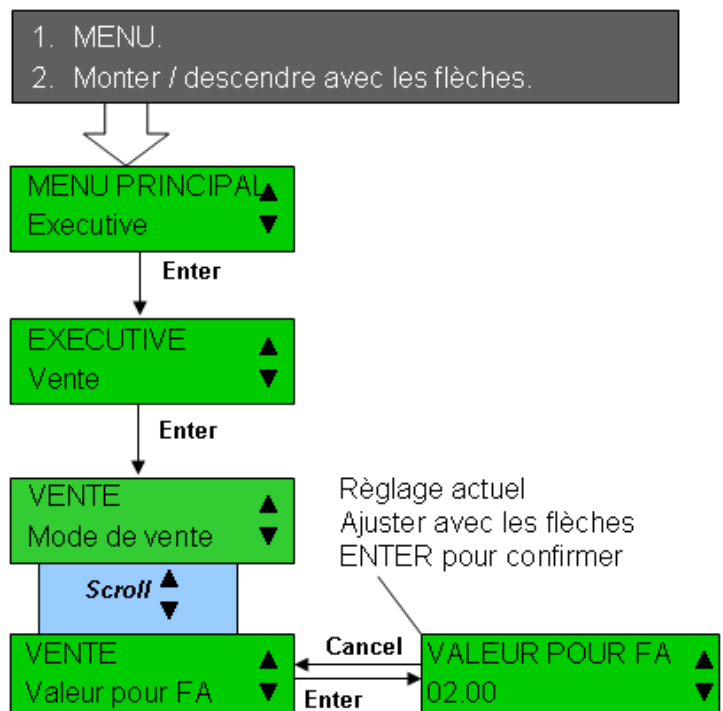 1. MENU.
2. Monter / descendre avec les flèches.
MENU PRINCIPAL
Executive
Enter
EXECUTIVE
Vente
Enter
VENTE
Mode de vente
Règlage actuel
Ajuster avec les flèches
ENTER pour confirmer
Scroll
VENTE
Valeur pour FA
Cancel
Enter
VALEUR POUR FA
02.00